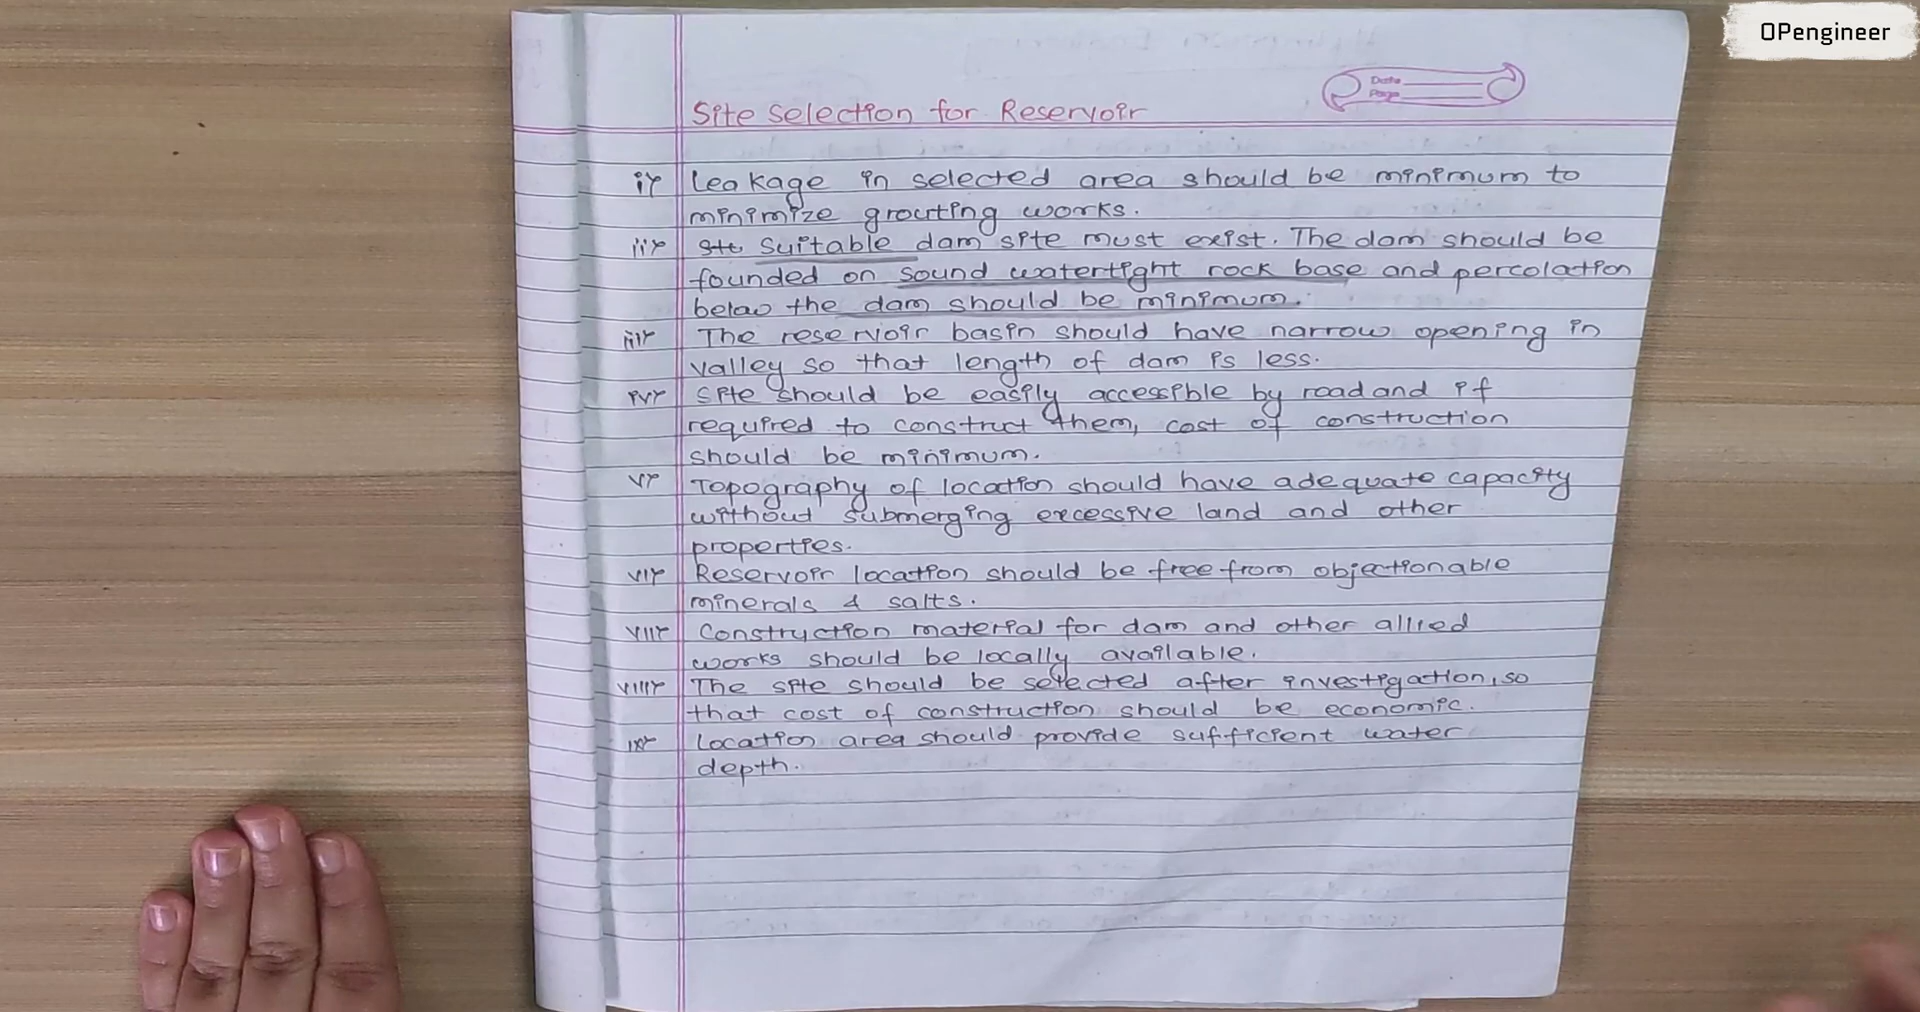 OPengineer
Date
Page
Site selection for Reservoir
i> Leakage in selected area should be minimum to
minimize grouting works.
ii> suitable dam site must exist. The dam should be
founded on sound watertight rock base and percolation
below the dam should be minimum.
iii> The reservioir basin should have narrow opening in
valley so that length of dam is less.
iv> Site should be easily accessible by road and if
required to construct them, cost of construction
should be minimum.
v> Topography of location should have adequate capacity
without submerging excessive land and other
properties.
vi> Reservoir location should be free from objectionable
minerals & salts.
vii> Construction material for dam and other allied
works should be locally available.
viii> The site should be selected after investigation, so
that cost of construction should be economic.
ix> Location area should provide sufficient water
depth.